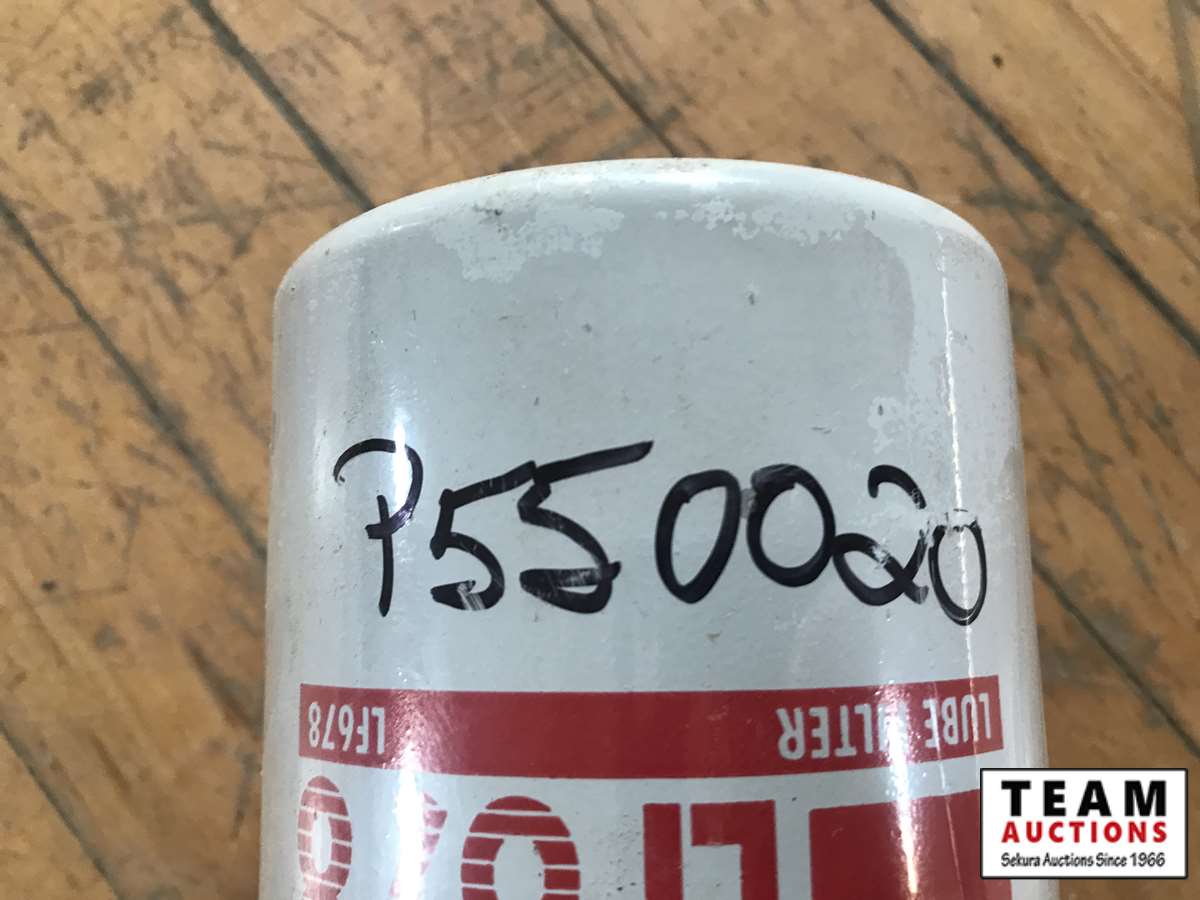 P550020
LUBE FILTER LF678
TEAM
AUCTIONS
Sekura Auctions Since 1966